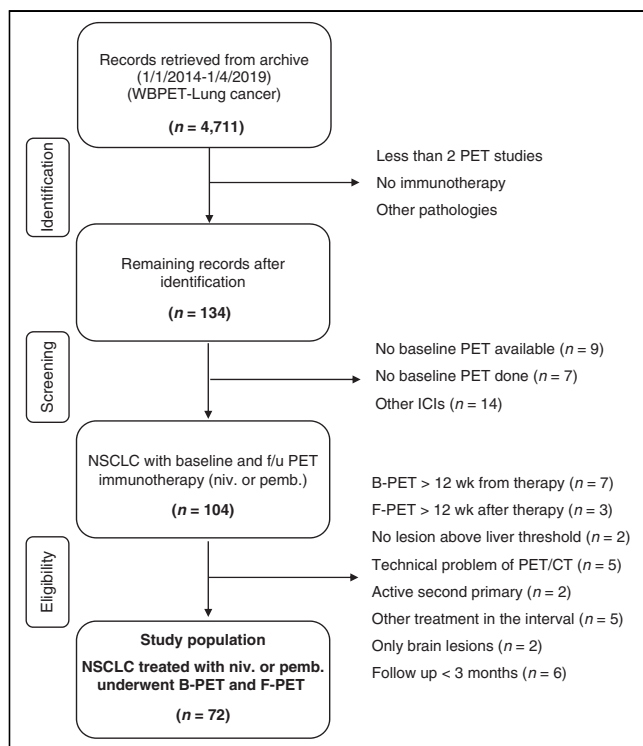 Records retrieved from archive
(1/1/2014-1/4/2019)
(WBPET-Lung cancer)
(n = 4,711)
Identification
Less than 2 PET studies
No immunotherapy
Other pathologies
Remaining records after
identification
(n = 134)
Screening
No baseline PET available (n = 9)
No baseline PET done (n = 7)
Other ICIs (n = 14)
NSCLC with baseline and f/u PET
immunotherapy (niv. or pemb.)
(n = 104)
Eligibility
B-PET > 12 wk from therapy (n = 7)
F-PET > 12 wk after therapy (n = 3)
No lesion above liver threshold (n = 2)
Technical problem of PET/CT (n = 5)
Active second primary (n = 2)
Other treatment in the interval (n = 5)
Only brain lesions (n = 2)
Follow up < 3 months (n = 6)
Study population
NSCLC treated with niv. or pemb.
underwent B-PET and F-PET
(n = 72)